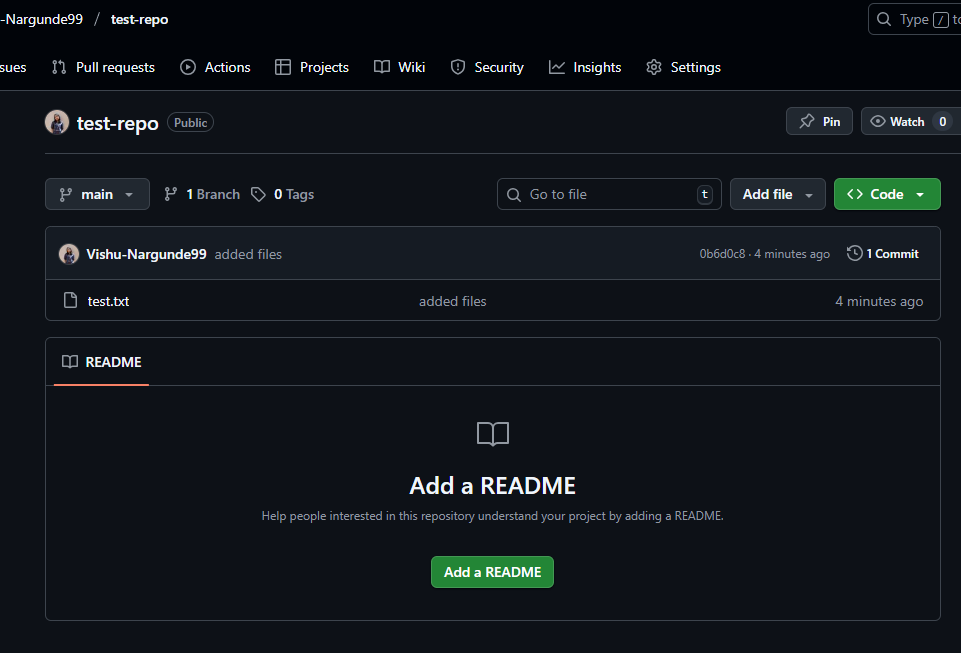 -Nargunde99 / test-repo Type / to
sues Pull requests Actions Projects Wiki Security Insights Settings
test-repo Public Pin Watch 0
main 1 Branch 0 Tags Go to file t Add file Code
Vishu-Nargunde99 added files 0b6d0c8 · 4 minutes ago 1 Commit
test.txt added files 4 minutes ago
README
Add a README
Help people interested in this repository understand your project by adding a README.
Add a README